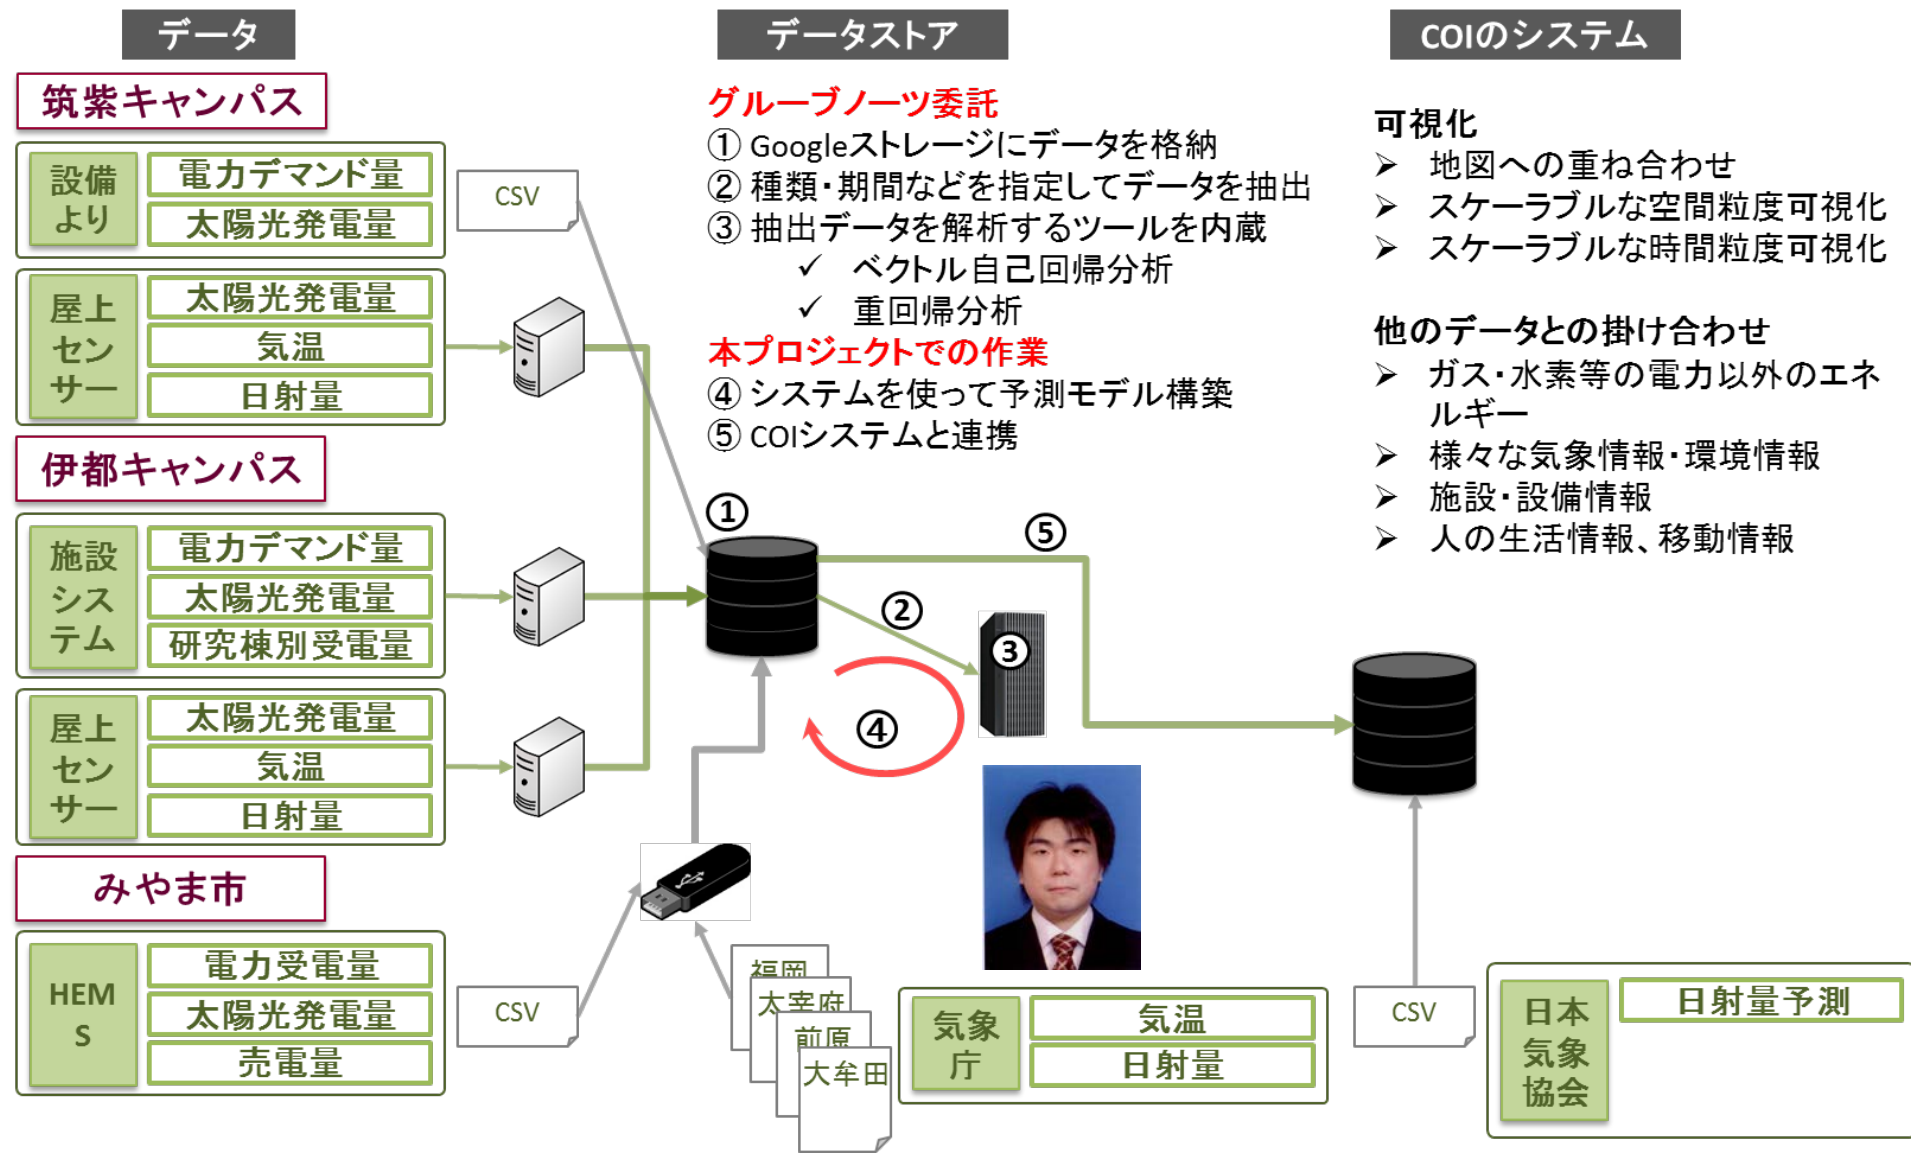 データ
筑紫キャンパス
設備
より
電力デマンド量
太陽光発電量
CSV
屋上
セン
サー
太陽光発電量
気温
日射量
伊都キャンパス
施設
シス
テム
電力デマンド量
太陽光発電量
研究棟別受電量
屋上
セン
サー
太陽光発電量
気温
日射量
みやま市
HEM
S
電力受電量
太陽光発電量
売電量
CSV
データストア
グルーブノーツ委託
① Googleストレージにデータを格納
② 種類・期間などを指定してデータを抽出
③ 抽出データを解析するツールを内蔵
✓ ベクトル自己回帰分析
✓ 重回帰分析
本プロジェクトでの作業
④ システムを使って予測モデル構築
⑤ COIシステムと連携
①
⑤
②
③
④
福岡
太宰府
前原
大牟田
気象
庁
気温
日射量
COIのシステム
可視化
➢ 地図への重ね合わせ
➢ スケーラブルな空間粒度可視化
➢ スケーラブルな時間粒度可視化
他のデータとの掛け合わせ
➢ ガス・水素等の電力以外のエネ
ルギー
➢ 様々な気象情報・環境情報
➢ 施設・設備情報
➢ 人の生活情報、移動情報
CSV
日本
気象
協会
日射量予測